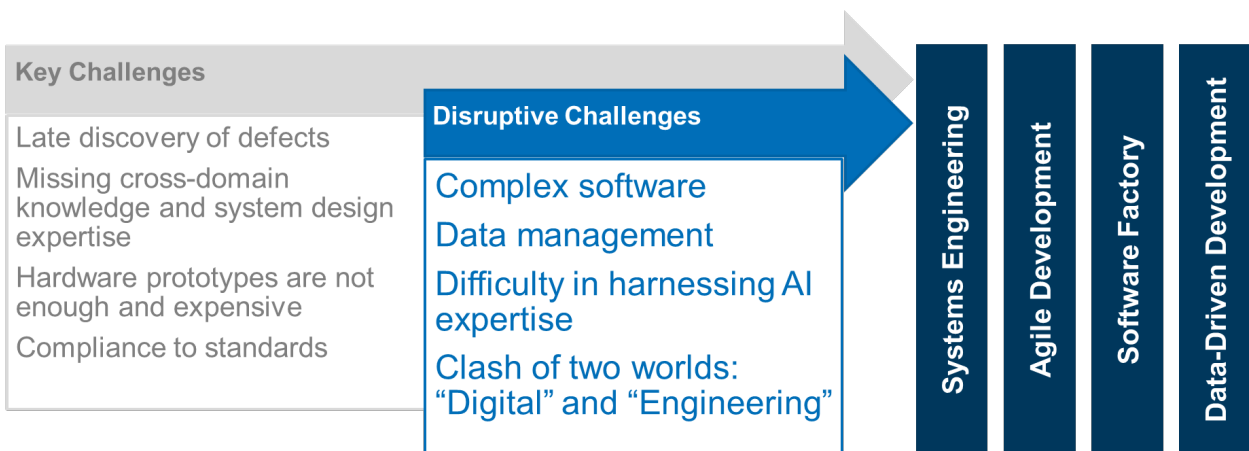 Key Challenges
Late discovery of defects
Missing cross-domain
knowledge and system design
expertise
Hardware prototypes are not
enough and expensive
Compliance to standards
Disruptive Challenges
Complex software
Data management
Difficulty in harnessing AI
expertise
Clash of two worlds:
“Digital” and “Engineering”
Systems Engineering
Agile Development
Software Factory
Data-Driven Development